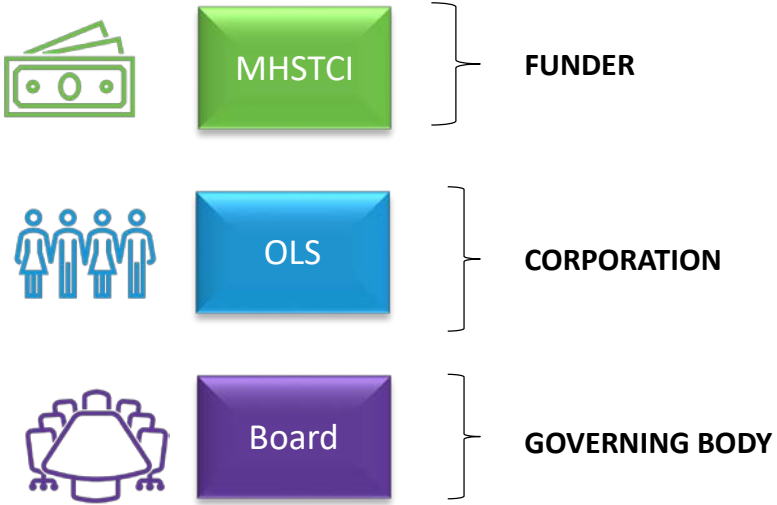 MHSTCI
FUNDER
OLS
CORPORATION
Board
GOVERNING BODY